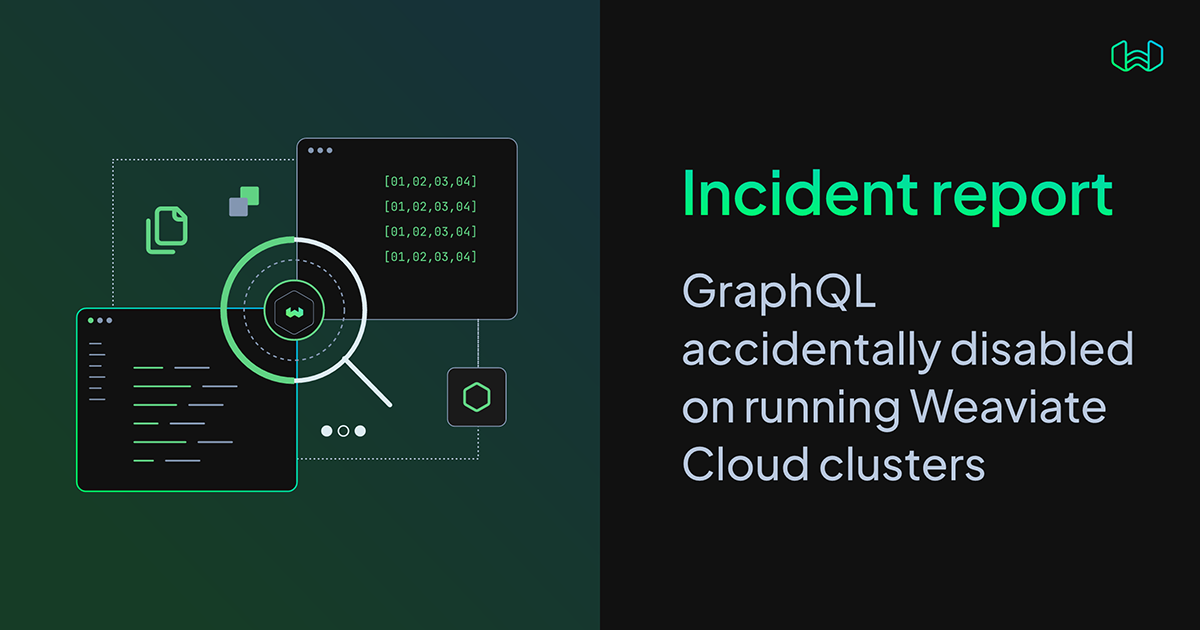 [01,02,03,04]
[01,02,03,04]
[01,02,03,04]
[01,02,03,04]
Incident report
GraphQL
accidentally disabled
on running Weaviate
Cloud clusters